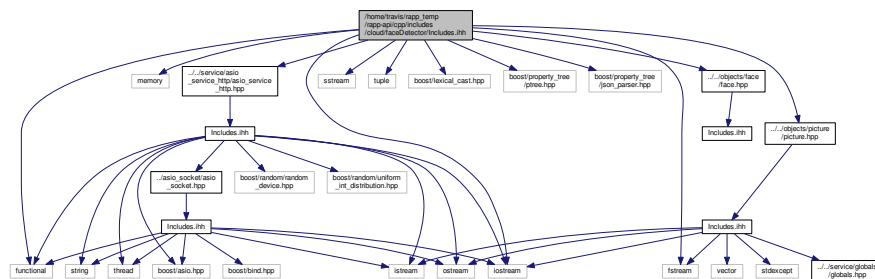 /home/travis/rapp_temp
/rapp-api/cpp/includes
/cloud/faceDetector/Includes.ihh
memory
../../service/asio
_service_http/asio_service
_http.hpp
sstream
tuple
boost/lexical_cast.hpp
boost/property_tree
/ptree.hpp
boost/property_tree
/json_parser.hpp
../../objects/face
/face.hpp
Includes.ihh
Includes.ihh
../../objects/picture
/picture.hpp
../asio_socket/asio
_socket.hpp
boost/random/random
_device.hpp
boost/random/uniform
_int_distribution.hpp
Includes.ihh
Includes.ihh
functional
string
thread
boost/asio.hpp
boost/bind.hpp
istream
ostream
iostream
fstream
vector
stdexcept
../../service/globals
/globals.hpp